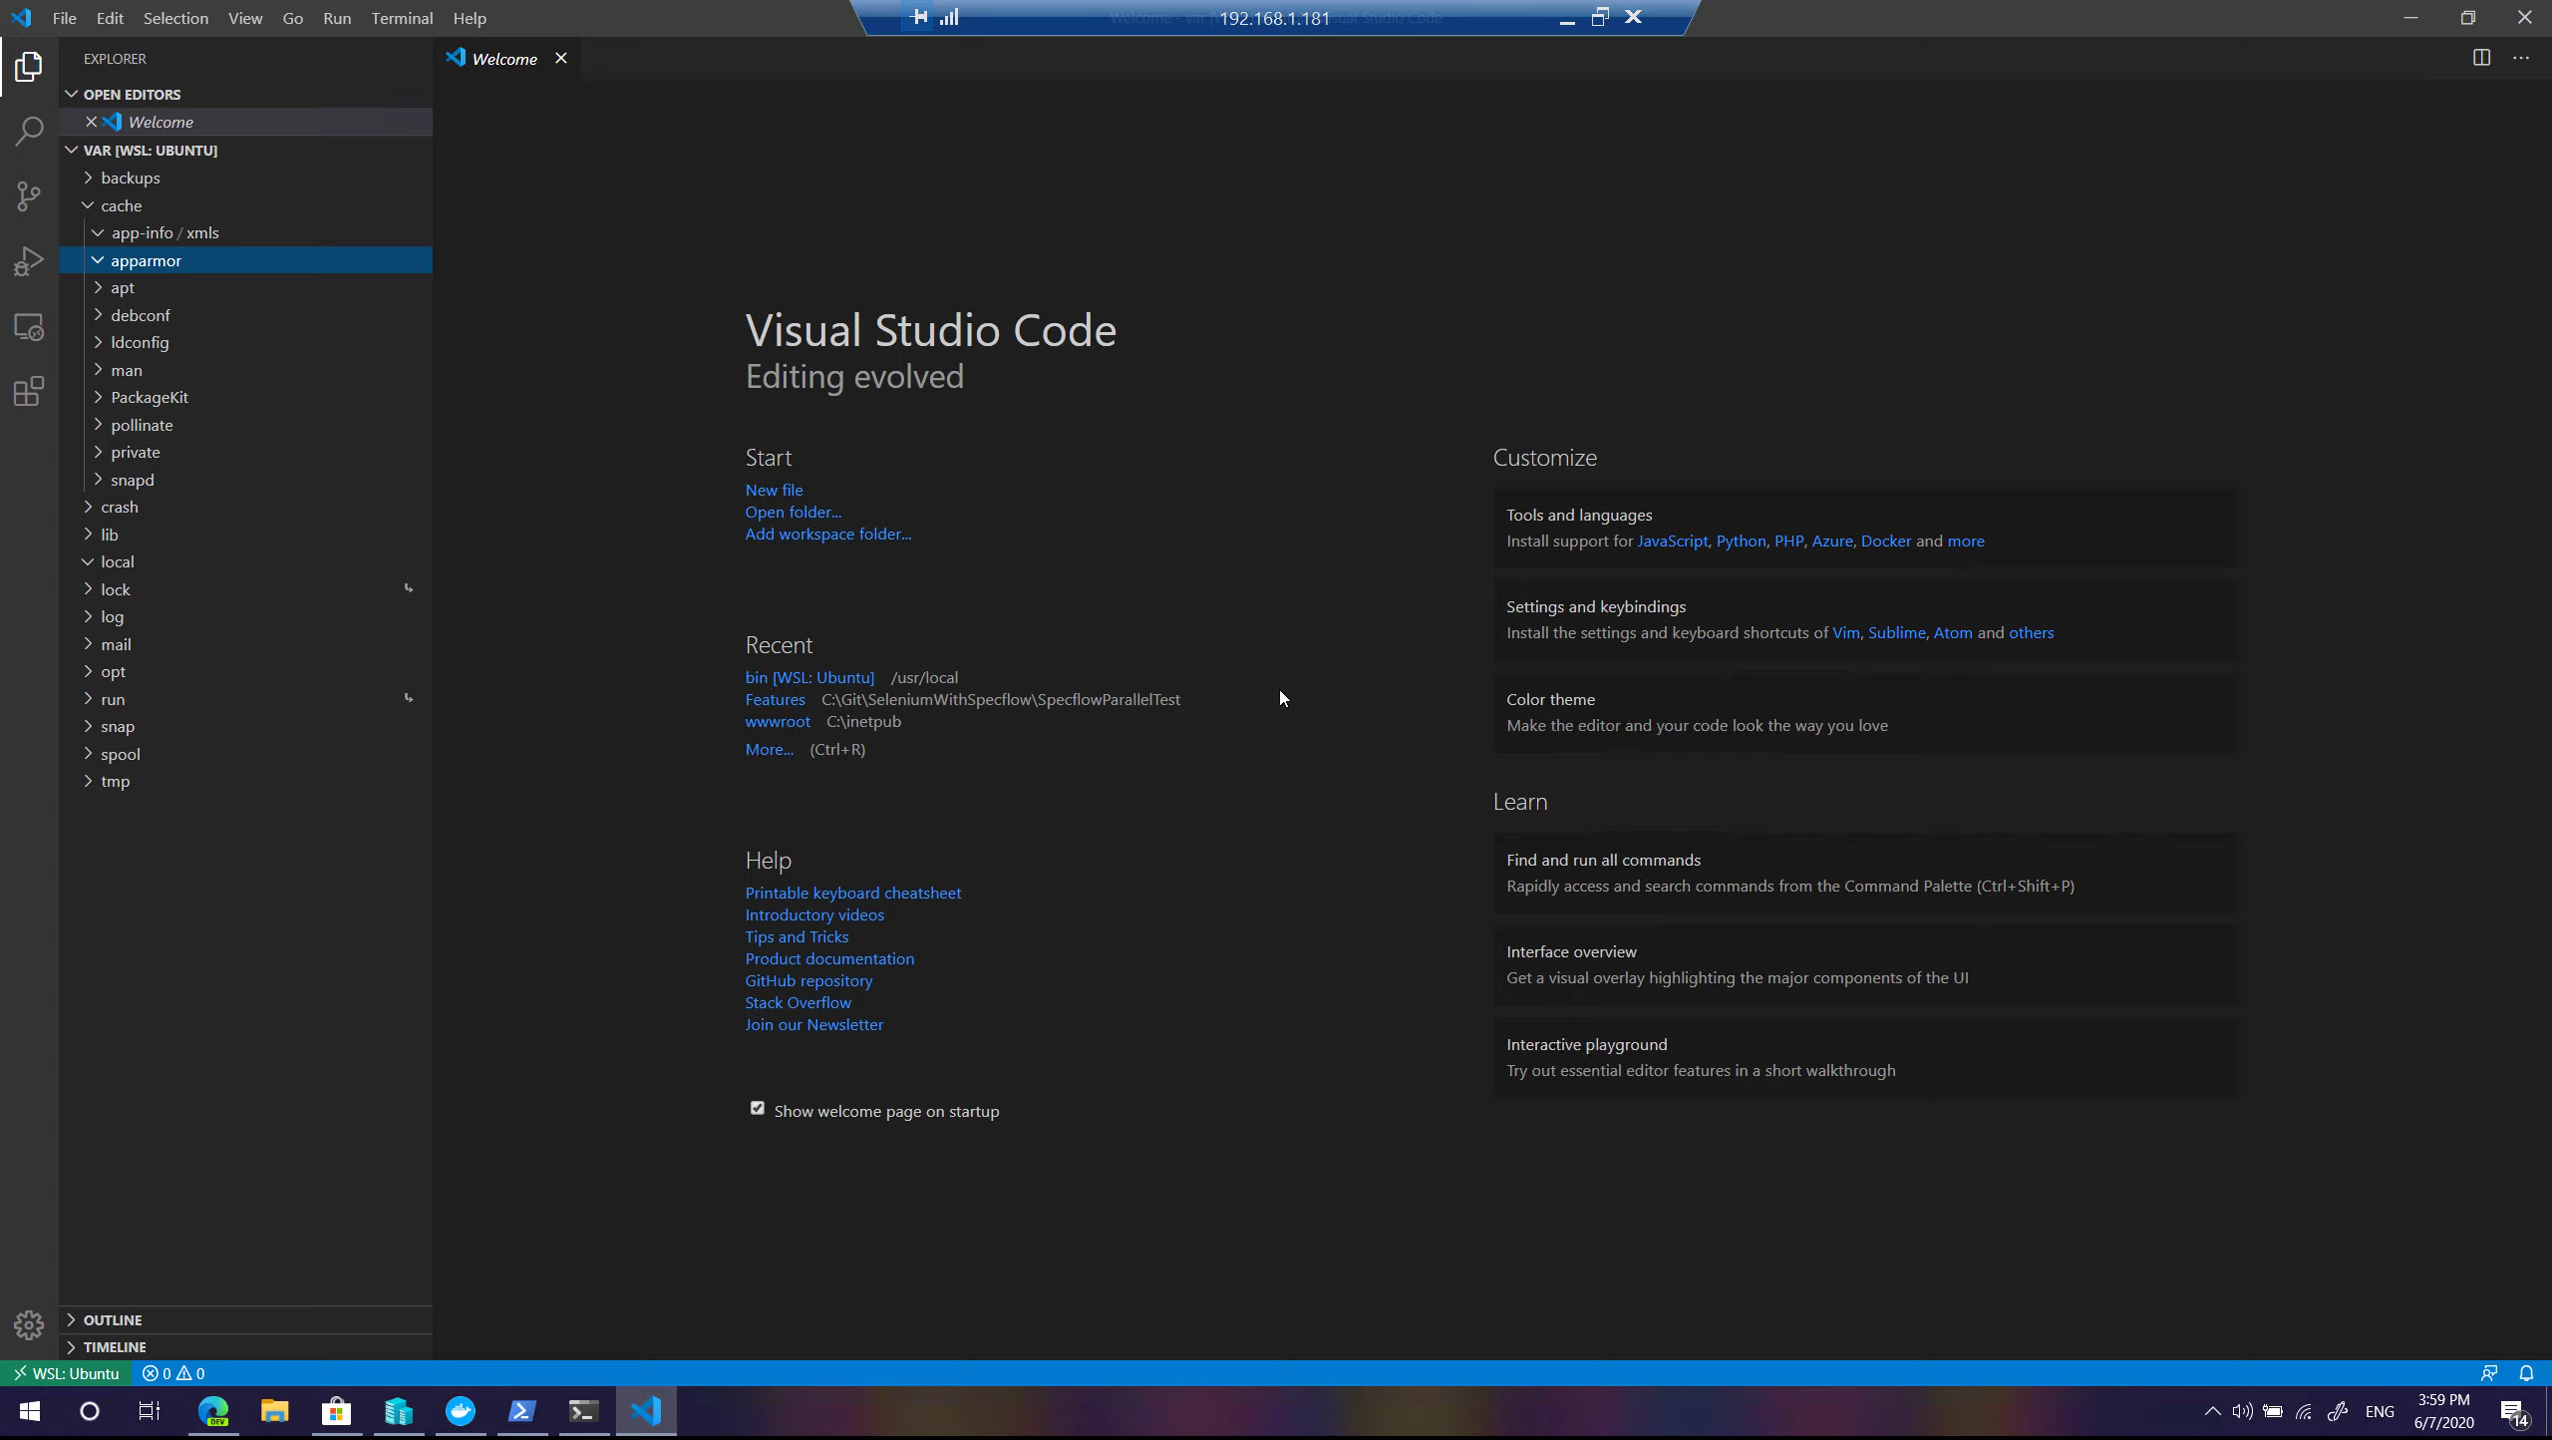 File Edit Selection View Go Run Terminal Help
192.168.1.181
EXPLORER
OPEN EDITORS
Welcome
VAR [WSL: UBUNTU]
backups
cache
app-info / xmls
apparmor
apt
debconf
ldconfig
man
PackageKit
pollinate
private
snapd
crash
lib
local
lock
log
mail
opt
run
snap
spool
tmp
OUTLINE
TIMELINE
Welcome
Visual Studio Code
Editing evolved
Start
New file
Open folder...
Add workspace folder...
Recent
bin [WSL: Ubuntu] /usr/local
Features C:\Git\SeleniumWithSpecflow\SpecflowParallelTest
wwwroot C:\inetpub
More... (Ctrl+R)
Help
Printable keyboard cheatsheet
Introductory videos
Tips and Tricks
Product documentation
GitHub repository
Stack Overflow
Join our Newsletter
Show welcome page on startup
Customize
Tools and languages
Install support for JavaScript, Python, PHP, Azure, Docker and more
Settings and keybindings
Install the settings and keyboard shortcuts of Vim, Sublime, Atom and others
Color theme
Make the editor and your code look the way you love
Learn
Find and run all commands
Rapidly access and search commands from the Command Palette (Ctrl+Shift+P)
Interface overview
Get a visual overlay highlighting the major components of the UI
Interactive playground
Try out essential editor features in a short walkthrough
WSL: Ubuntu 0 0
DEV
ENG
3:59 PM
6/7/2020
14